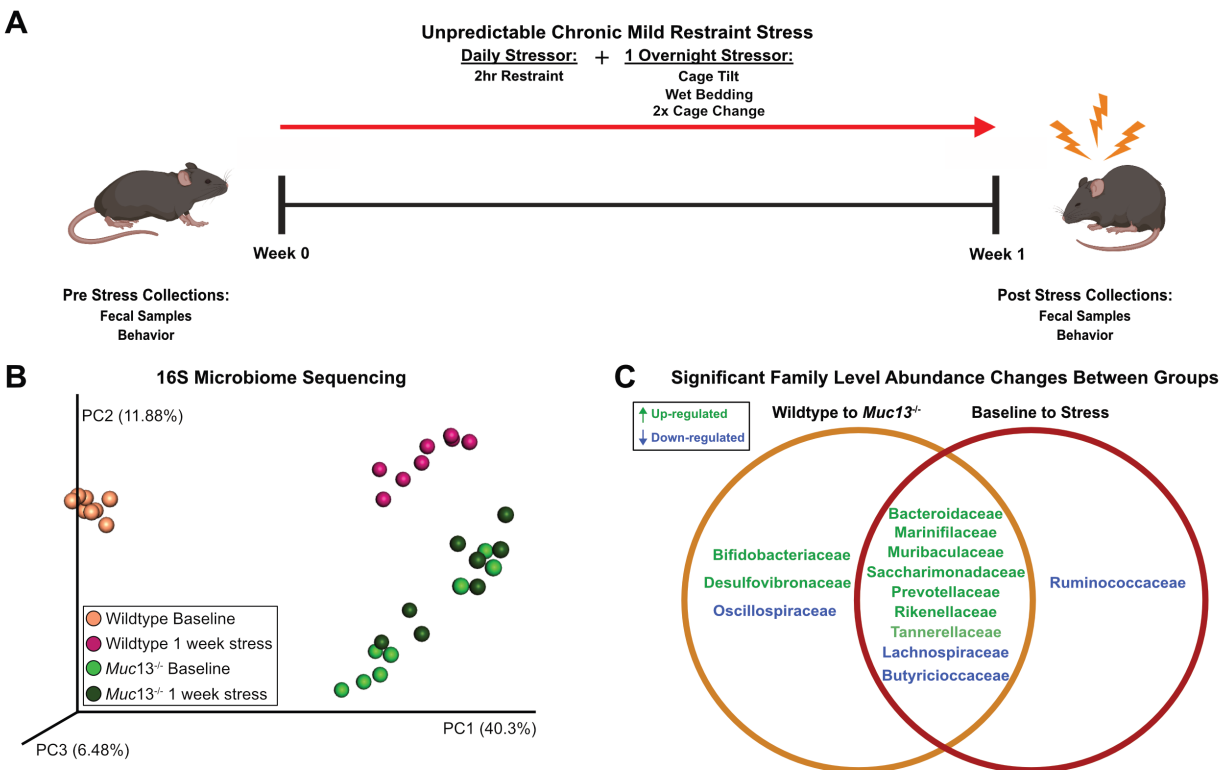 A
Unpredictable Chronic Mild Restraint Stress
Daily Stressor: + 1 Overnight Stressor:
2hr Restraint
Cage Tilt
Wet Bedding
2x Cage Change
Week 0
Week 1
Pre Stress Collections:
Fecal Samples
Behavior
Post Stress Collections:
Fecal Samples
Behavior
B
16S Microbiome Sequencing
PC2 (11.88%)
Wildtype Baseline
Wildtype 1 week stress
Muc13-/- Baseline
Muc13-/- 1 week stress
PC1 (40.3%)
PC3 (6.48%)
C
Significant Family Level Abundance Changes Between Groups
↑ Up-regulated
↓ Down-regulated
Wildtype to Muc13-/-
Baseline to Stress
Bifidobacteriaceae
Desulfovibronaceae
Oscillospiraceae
Bacteroidaceae
Marinifilaceae
Muribaculaceae
Saccharimonadaceae
Prevotellaceae
Rikenellaceae
Tannerellaceae
Lachnospiraceae
Butyricioccaceae
Ruminococcaceae